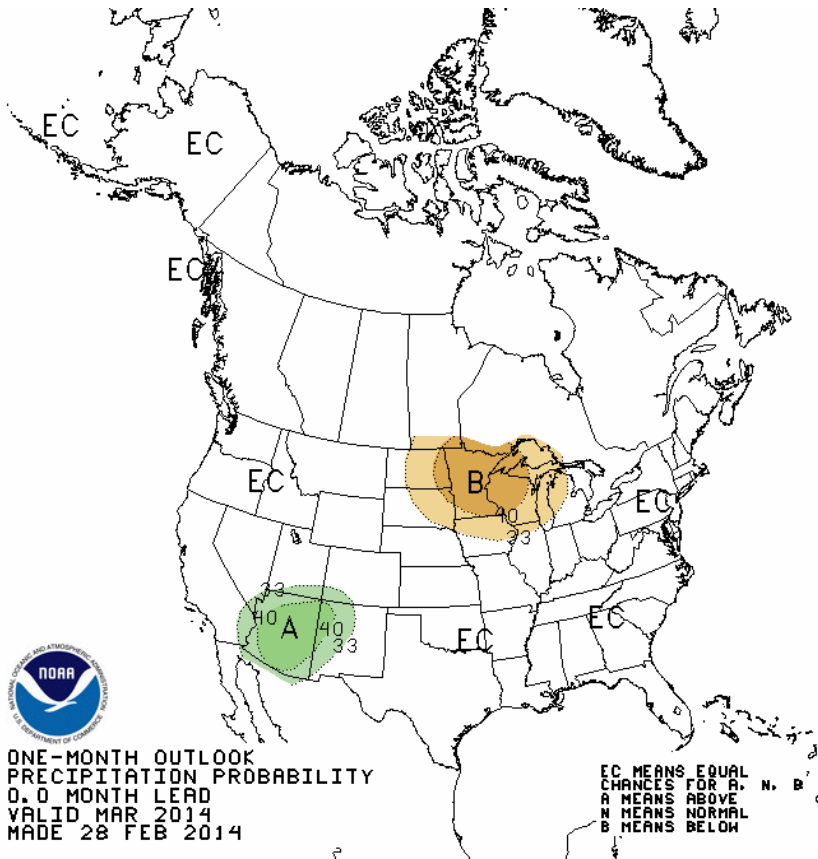 EC
EC
EC
EC
B
40
33
EC
33
40
A
40
33
EC
EC
NATIONAL OCEANIC AND ATMOSPHERIC ADMINISTRATION
NOAA
U.S. DEPARTMENT OF COMMERCE
ONE-MONTH OUTLOOK
PRECIPITATION PROBABILITY
0.0 MONTH LEAD
VALID MAR 2014
MADE 28 FEB 2014
EC MEANS EQUAL
CHANCES FOR A, N, B
A MEANS ABOVE
N MEANS NORMAL
B MEANS BELOW